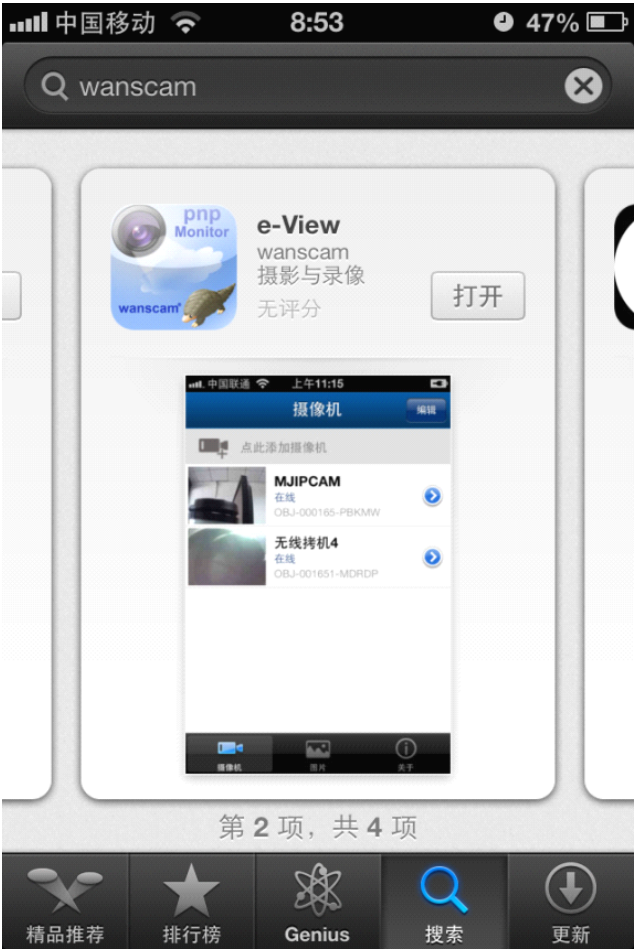 中国移动 8:53 47%
wanscam
pnp
Monitor
wanscam
e-View
wanscam
摄影与录像
无评分
打开
中国联通 上午11:15
摄像机 编辑
点此添加摄像机
MJIPCAM
在线
OBJ-000165-PBKMW
无线拷机4
在线
OBJ-001651-MDRDP
摄像机 图片 关于
第 2 项，共 4 项
精品推荐 排行榜 Genius 搜索 更新